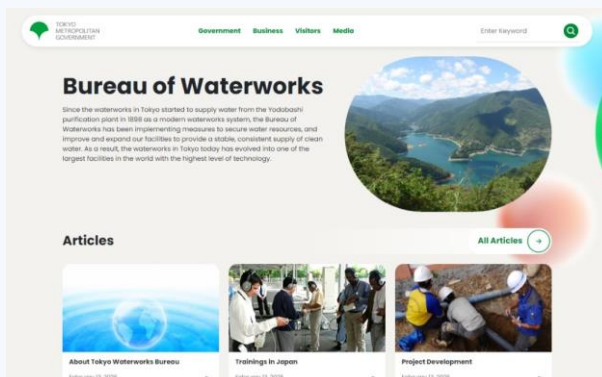 TOKYO
METROPOLITAN
GOVERNMENT
Government Business Visitors Media
Enter Keyword
Bureau of Waterworks
Since the waterworks in Tokyo started to supply water from the Yodobashi
purification plant in 1898 as a modern waterworks system, the Bureau of
Waterworks has been implementing measures to secure water resources, and
improve and expand our facilities to provide a stable, consistent supply of clean
water. As a result, the waterworks in Tokyo today has evolved into one of the
largest facilities in the world with the highest level of technology.
Articles
All Articles
About Tokyo Waterworks Bureau
Trainings in Japan
Project Development